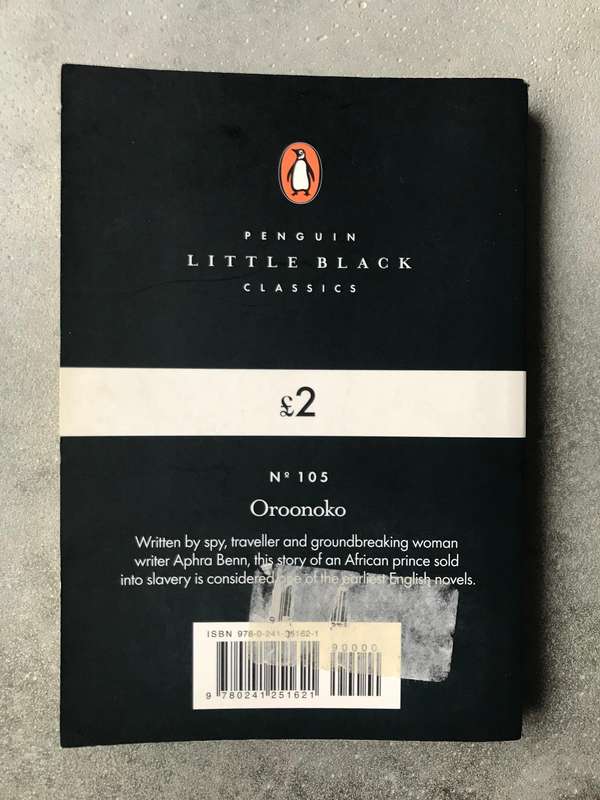 PENGUIN
LITTLE BLACK
CLASSICS
£2
Nº 105
Oroonoko
Written by spy, traveller and groundbreaking woman
writer Aphra Benn, this story of an African prince sold
into slavery is considered one of the earliest English novels.
ISBN 978-0-241-25162-1
90000
9 780241 251621